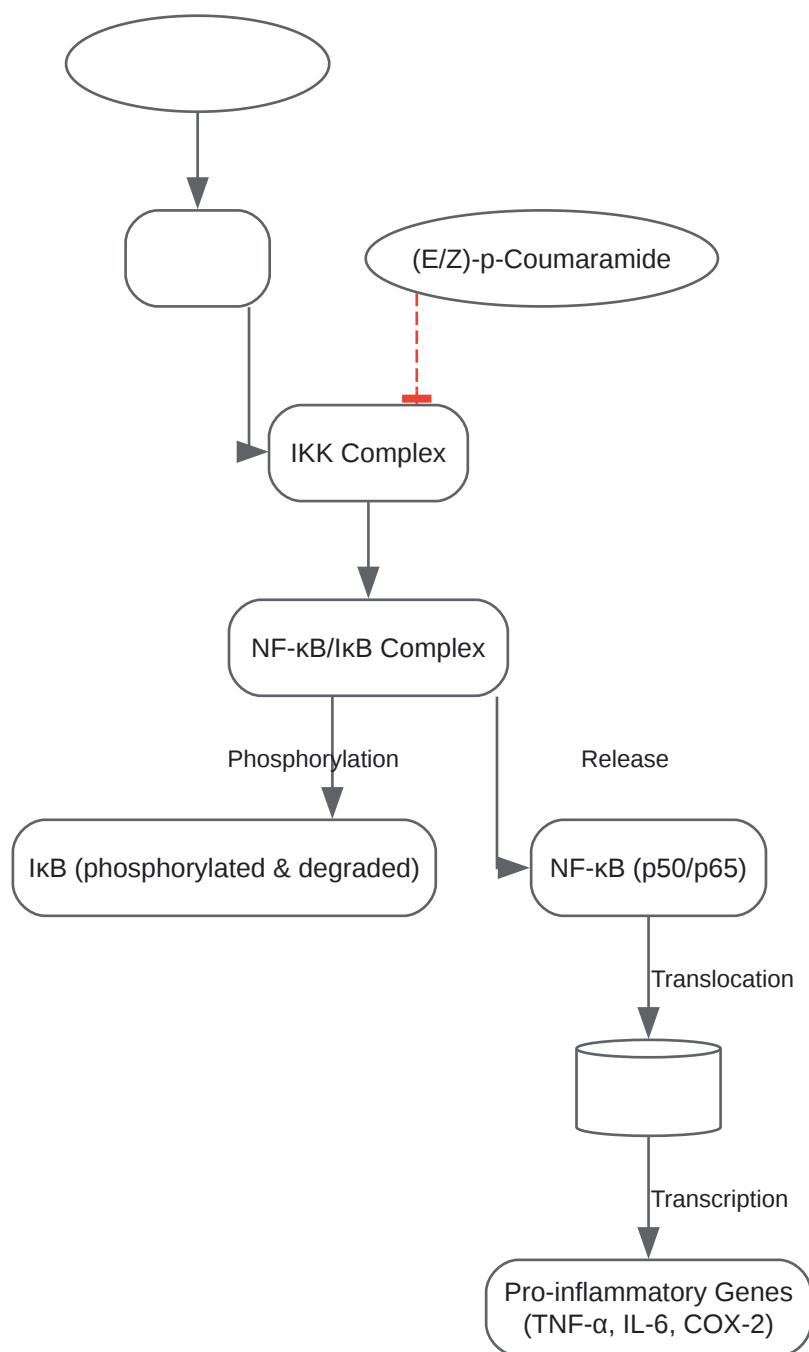 (E/Z)-p-Coumaramide
IKK Complex
NF-κB/IκB Complex
Phosphorylation
Release
IκB (phosphorylated & degraded)
NF-κB (p50/p65)
Translocation
Transcription
Pro-inflammatory Genes
(TNF-α, IL-6, COX-2)